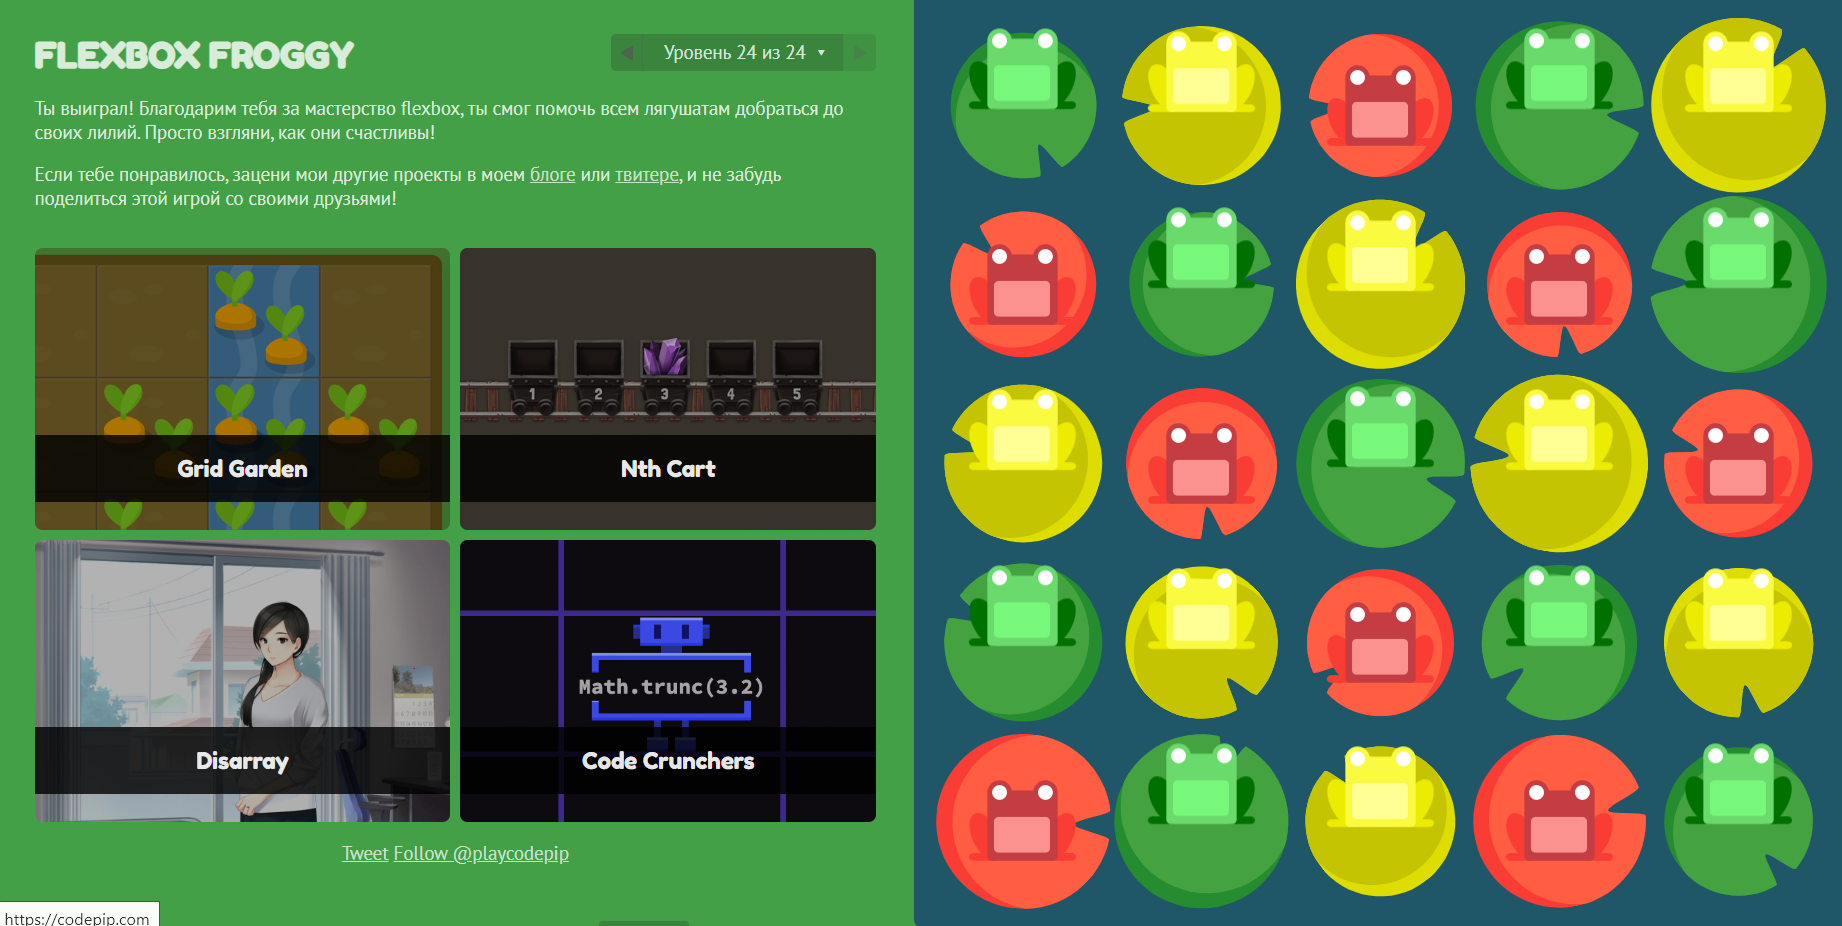 FLEXBOX FROGGY
Уровень 24 из 24
Ты выиграл! Благодарим тебя за мастерство flexbox, ты смог помочь всем лягушатам добраться до
своих лилий. Просто взгляни, как они счастливы!
Если тебе понравилось, зацени мои другие проекты в моем блоге или твитере, и не забудь
поделиться этой игрой со своими друзьями!
1 2 3 4 5
Grid Garden
Nth Cart
Math.trunc(3.2)
Disarray
Code Crunchers
Tweet Follow @playcodepip
https://codepip.com